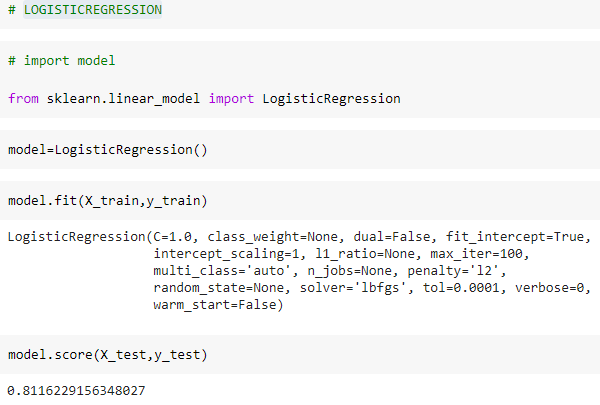 # LOGISTICREGRESSION
# import model
from sklearn.linear_model import LogisticRegression
model=LogisticRegression()
model.fit(X_train,y_train)
LogisticRegression(C=1.0, class_weight=None, dual=False, fit_intercept=True,
intercept_scaling=1, l1_ratio=None, max_iter=100,
multi_class='auto', n_jobs=None, penalty='l2',
random_state=None, solver='lbfgs', tol=0.0001, verbose=0,
warm_start=False)
model.score(X_test,y_test)
0.8116229156348027